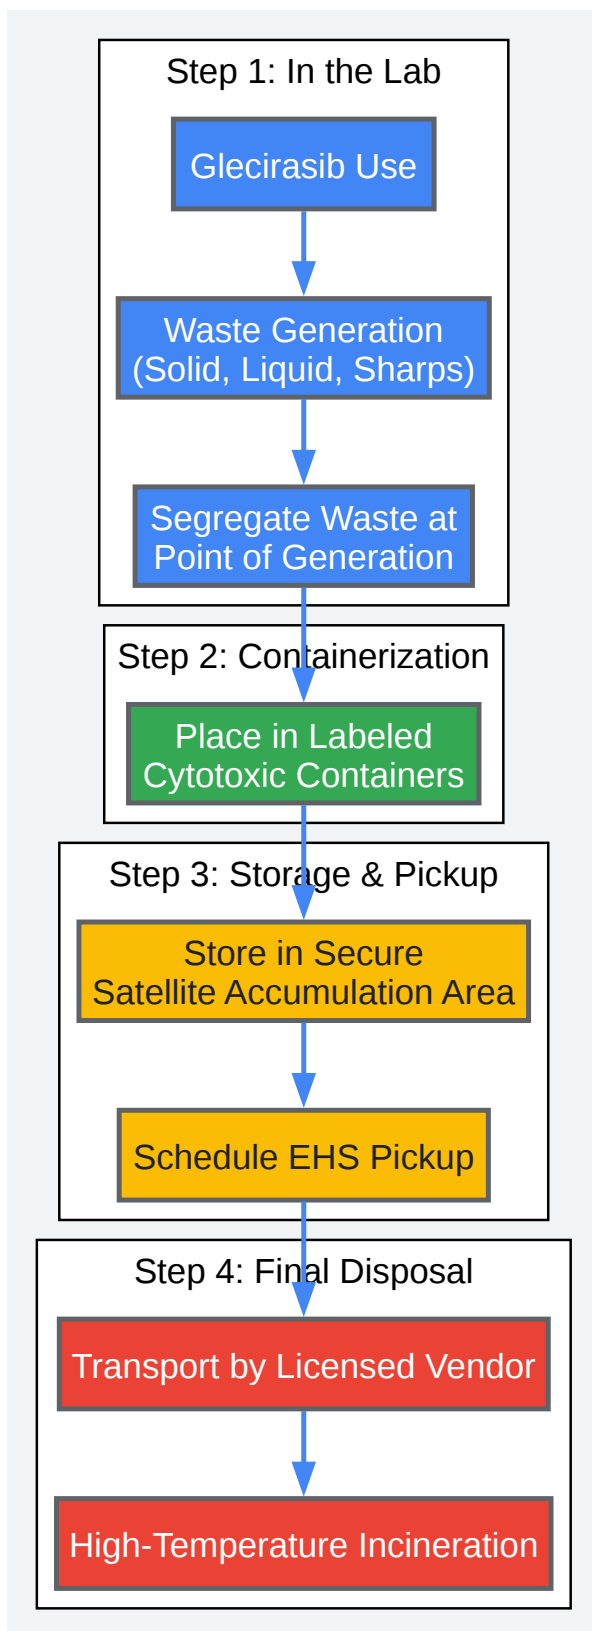 Step 1: In the Lab
Glecirasib Use
Waste Generation
(Solid, Liquid, Sharps)
Segregate Waste at
Point of Generation
Step 2: Containerization
Place in Labeled
Cytotoxic Containers
Step 3: Storage & Pickup
Store in Secure
Satellite Accumulation Area
Schedule EHS Pickup
Step 4: Final Disposal
Transport by Licensed Vendor
High-Temperature Incineration